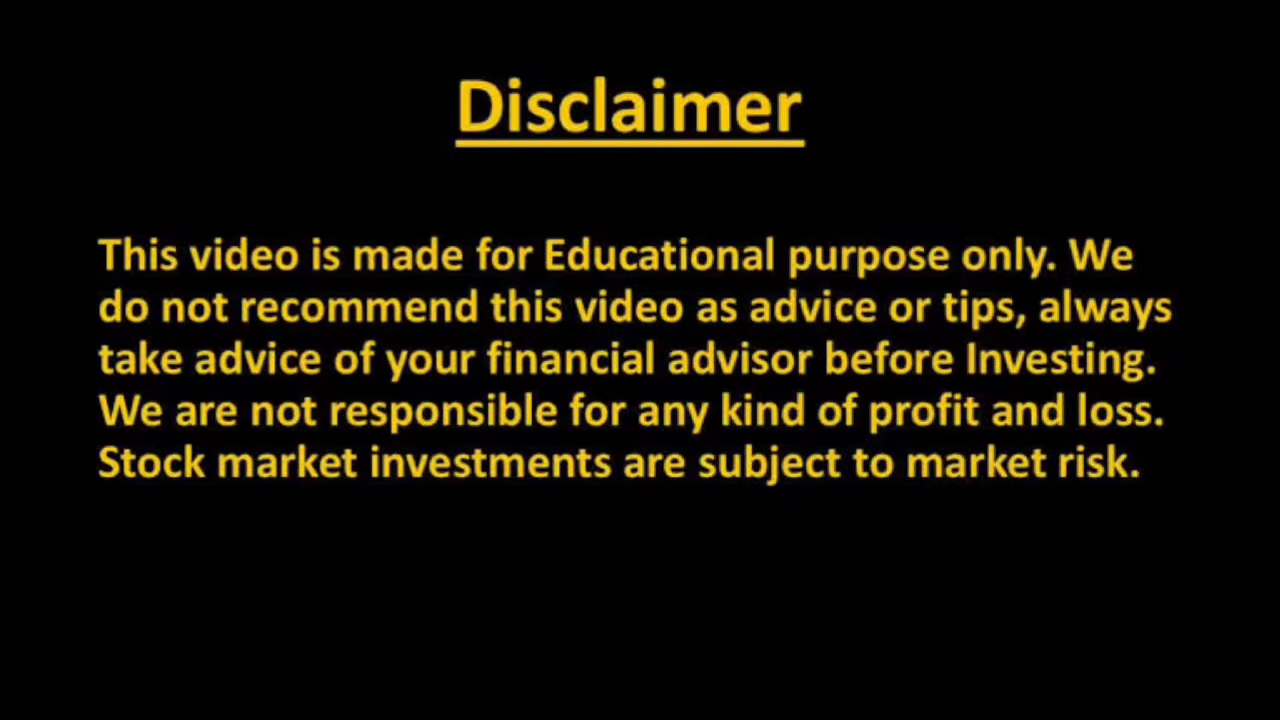 Disclaimer
This video is made for Educational purpose only. We
do not recommend this video as advice or tips, always
take advice of your financial advisor before Investing.
We are not responsible for any kind of profit and loss.
Stock market investments are subject to market risk.